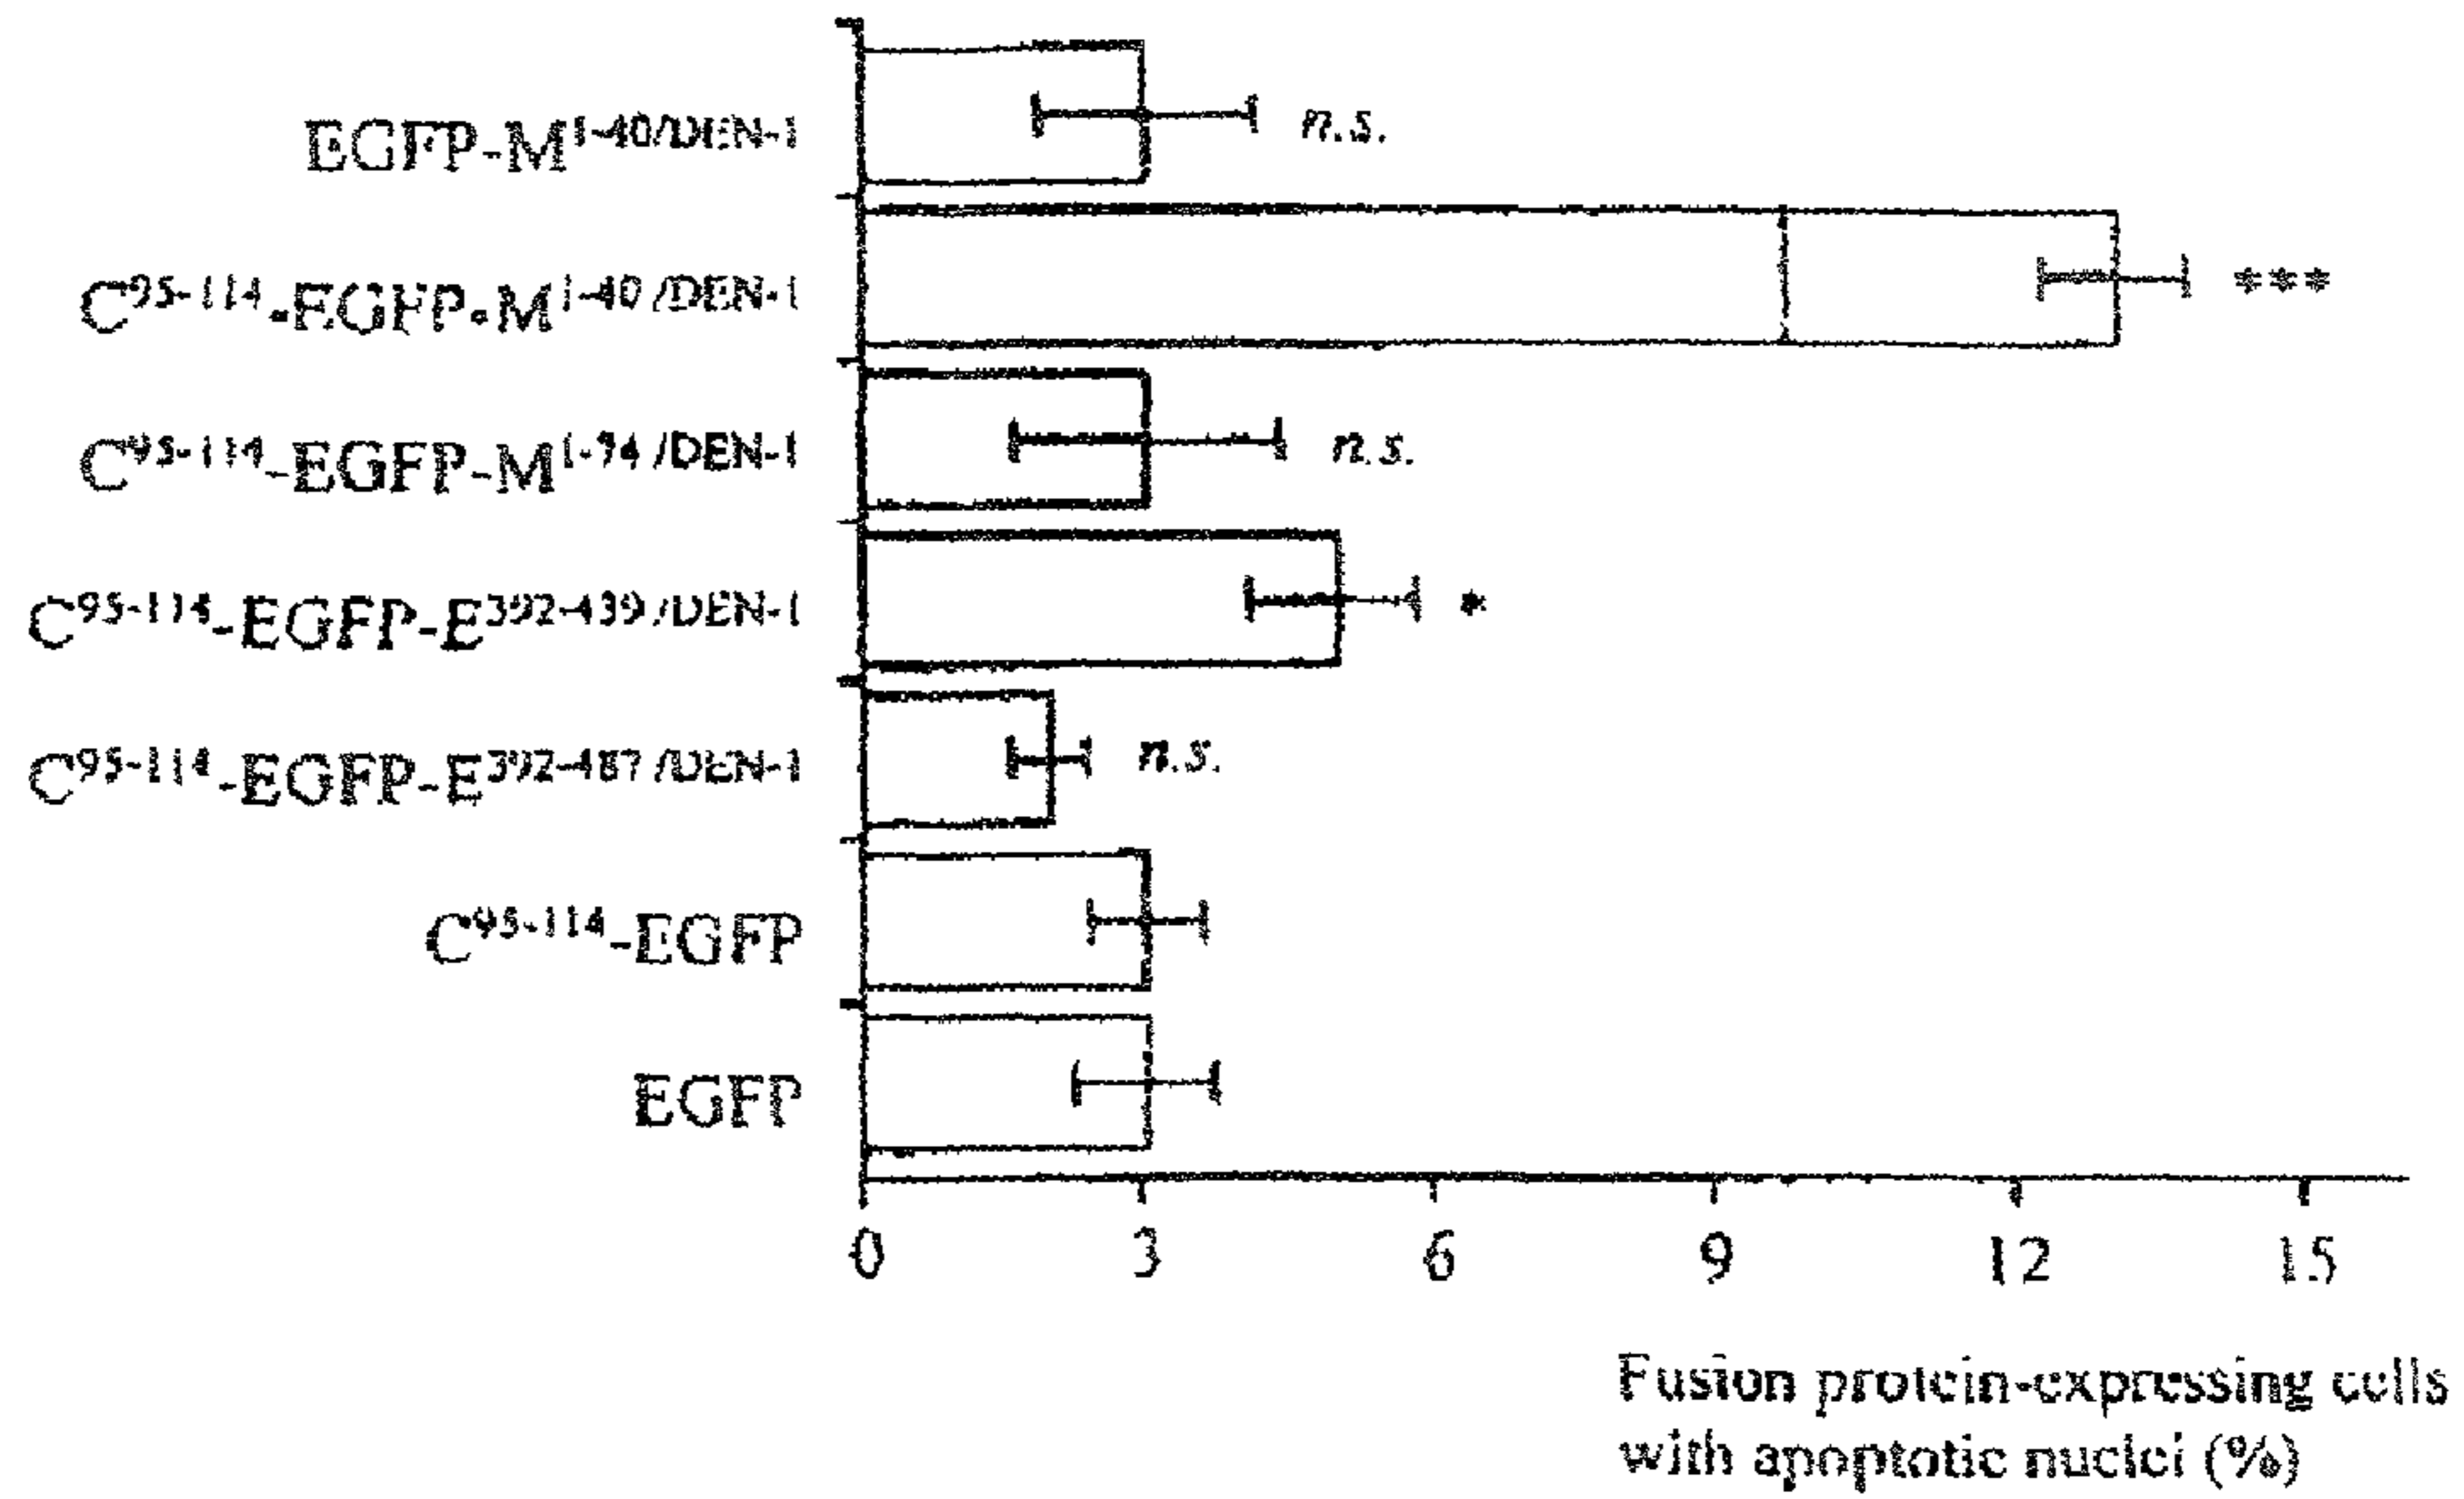 EGFP-M1-40/DEN-1
n.s.
C95-114-EGFP-M1-40/DEN-1
***
C95-114-EGFP-M1-74/DEN-1
n.s.
C95-114-EGFP-E392-439/DEN-1
*
C95-114-EGFP-E392-487/DEN-1
n.s.
C95-114-EGFP
EGFP
0 3 6 9 12 15
Fusion protein-expressing cells
with apoptotic nuclei (%)